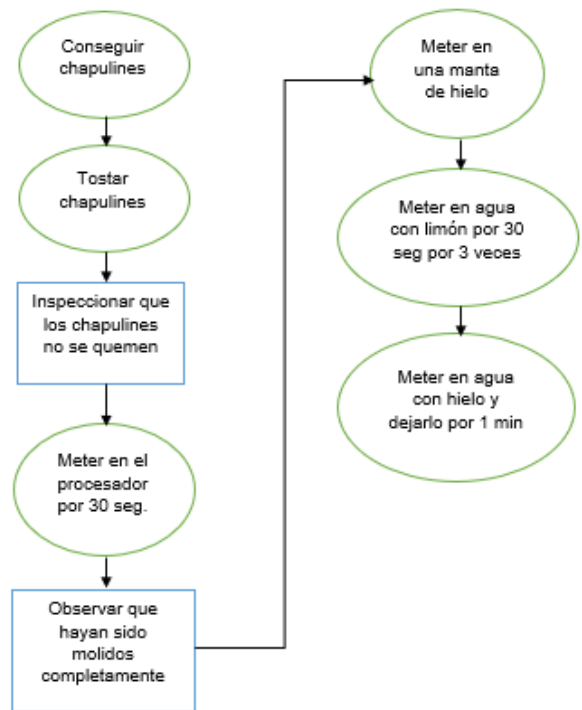 Conseguir
chapulines
Tostar
chapulines
Inspeccionar que
los chapulines
no se quemen
Meter en el
procesador
por 30 seg.
Observar que
hayan sido
molidos
completamente
Meter en
una manta
de hielo
Meter en agua
con limón por 30
seg por 3 veces
Meter en agua
con hielo y
dejarlo por 1 min